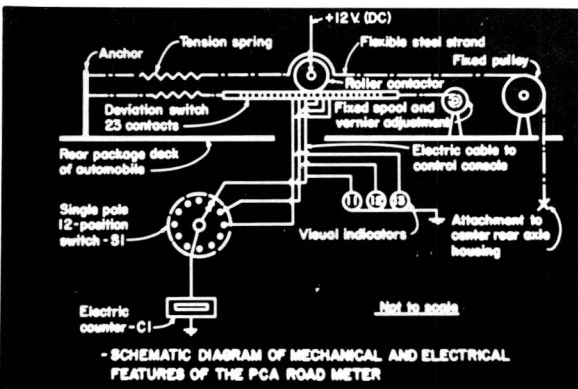 +12 V. (DC)
Anchor
Tension spring
Flexible steel strand
Fixed pulley
Roller contactor
Deviation switch
23 contacts
Fixed spool and
vernier adjustment
Rear package deck
of automobile
Electric cable to
control console
Single pole
12-position
switch-S1
11
12
13
Visual indicators
Attachment to
center rear axle
housing
Electric
counter-C1
Not to scale
- SCHEMATIC DIAGRAM OF MECHANICAL AND ELECTRICAL
FEATURES OF THE PCA ROAD METER